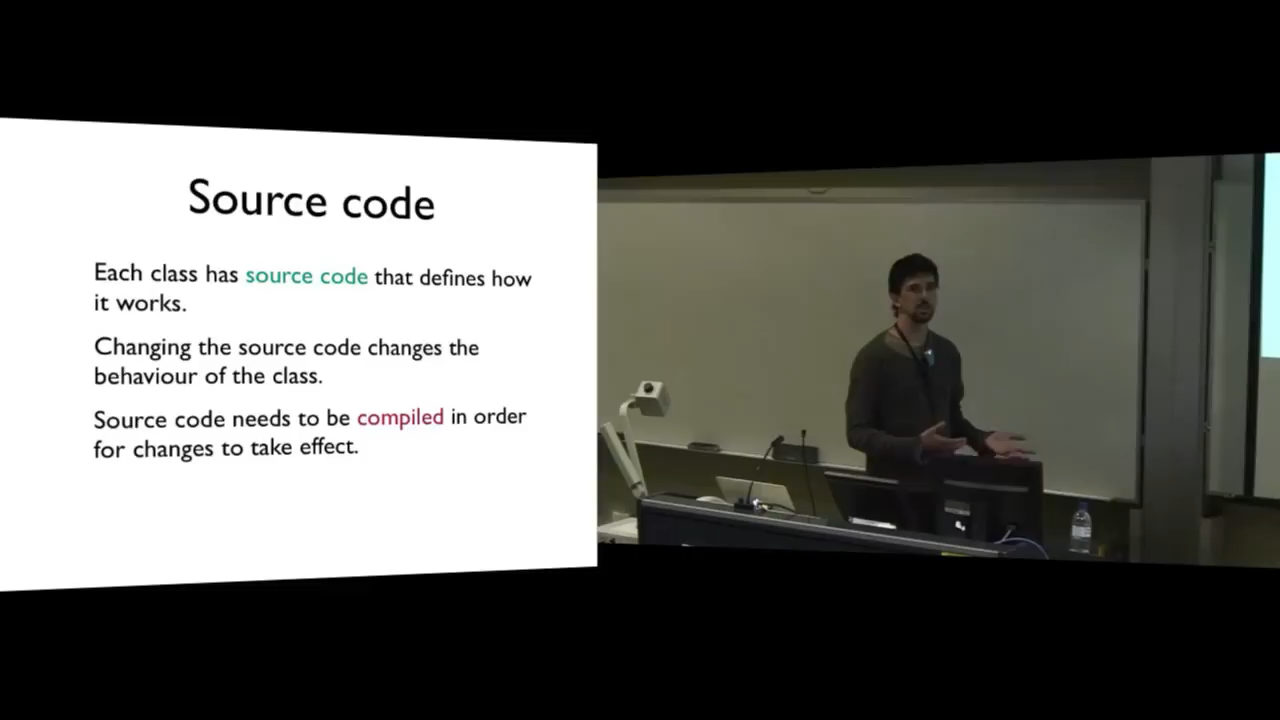 Source code
Each class has source code that defines how
it works.
Changing the source code changes the
behaviour of the class.
Source code needs to be compiled in order
for changes to take effect.